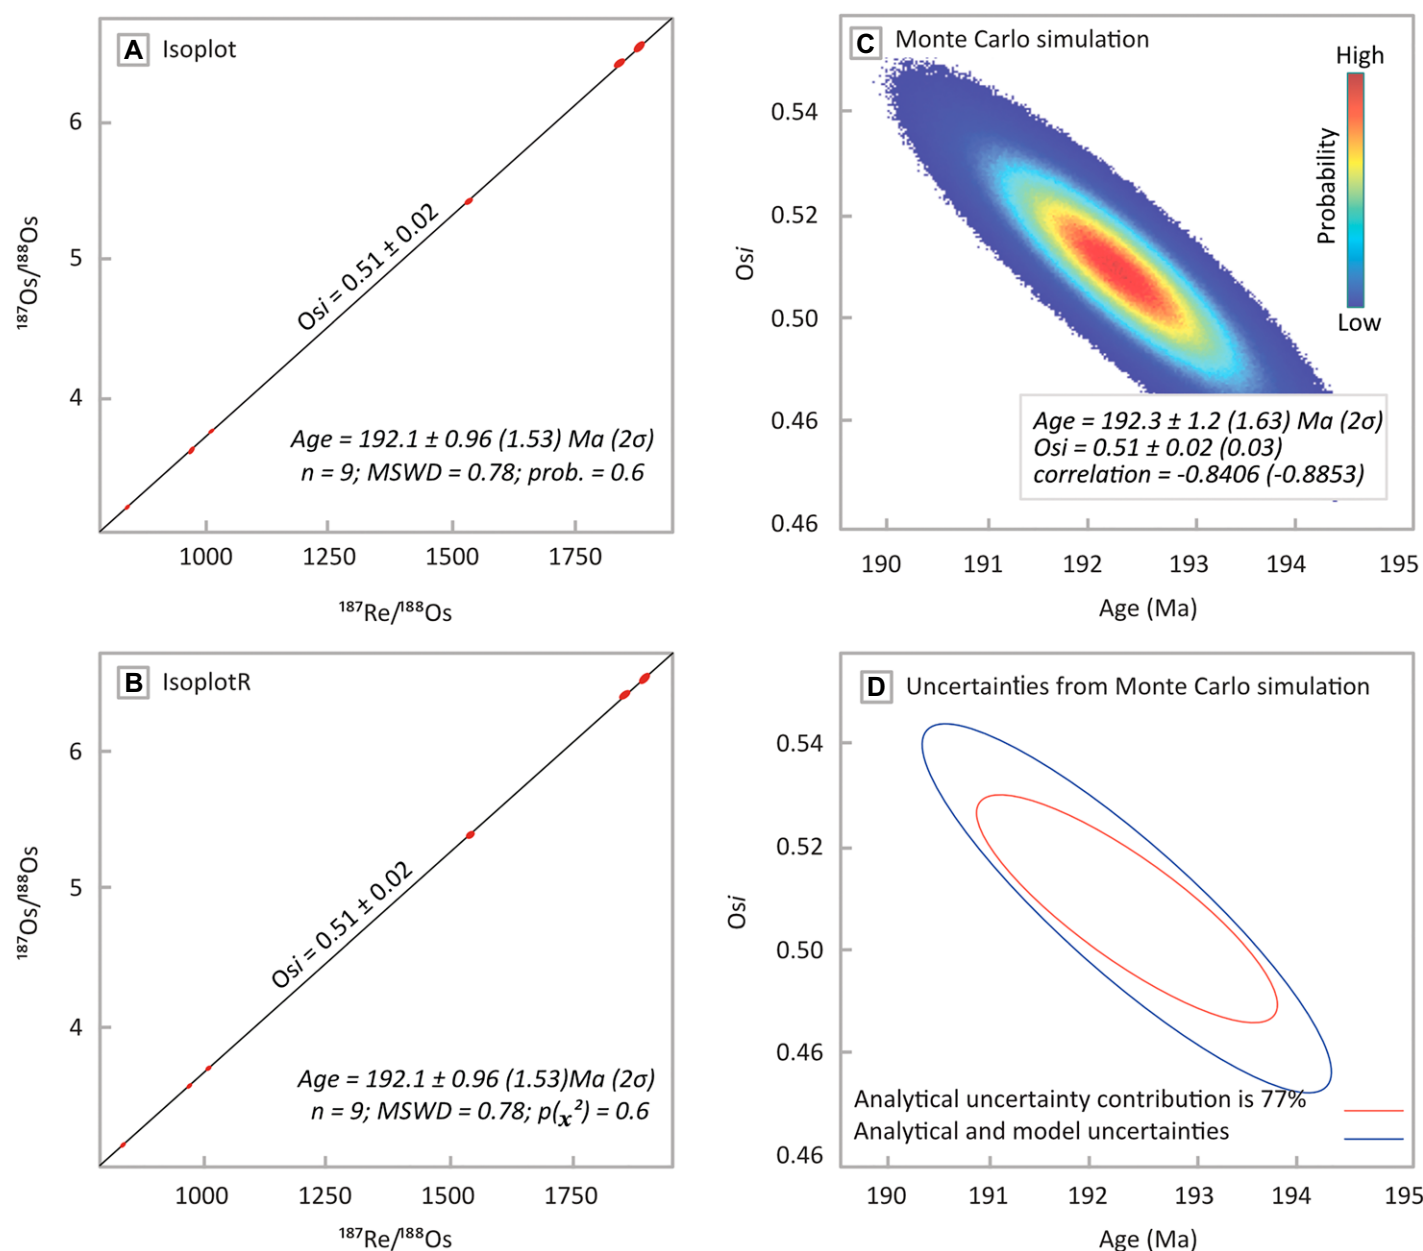 A Isoplot
6
5
4
¹⁸⁷Os/¹⁸⁸Os
Osi = 0.51 ± 0.02
Age = 192.1 ± 0.96 (1.53) Ma (2σ)
n = 9; MSWD = 0.78; prob. = 0.6
1000 1250 1500 1750
¹⁸⁷Re/¹⁸⁸Os
C Monte Carlo simulation
High
Probability
Low
0.54
0.52
0.50
0.46
0.46
Osi
Age = 192.3 ± 1.2 (1.63) Ma (2σ)
Osi = 0.51 ± 0.02 (0.03)
correlation = -0.8406 (-0.8853)
190 191 192 193 194 195
Age (Ma)
B IsoplotR
6
5
4
¹⁸⁷Os/¹⁸⁸Os
Osi = 0.51 ± 0.02
Age = 192.1 ± 0.96 (1.53)Ma (2σ)
n = 9; MSWD = 0.78; p(x²) = 0.6
1000 1250 1500 1750
¹⁸⁷Re/¹⁸⁸Os
D Uncertainties from Monte Carlo simulation
0.54
0.52
0.50
0.46
0.46
Osi
Analytical uncertainty contribution is 77%
Analytical and model uncertainties
190 191 192 193 194 195
Age (Ma)